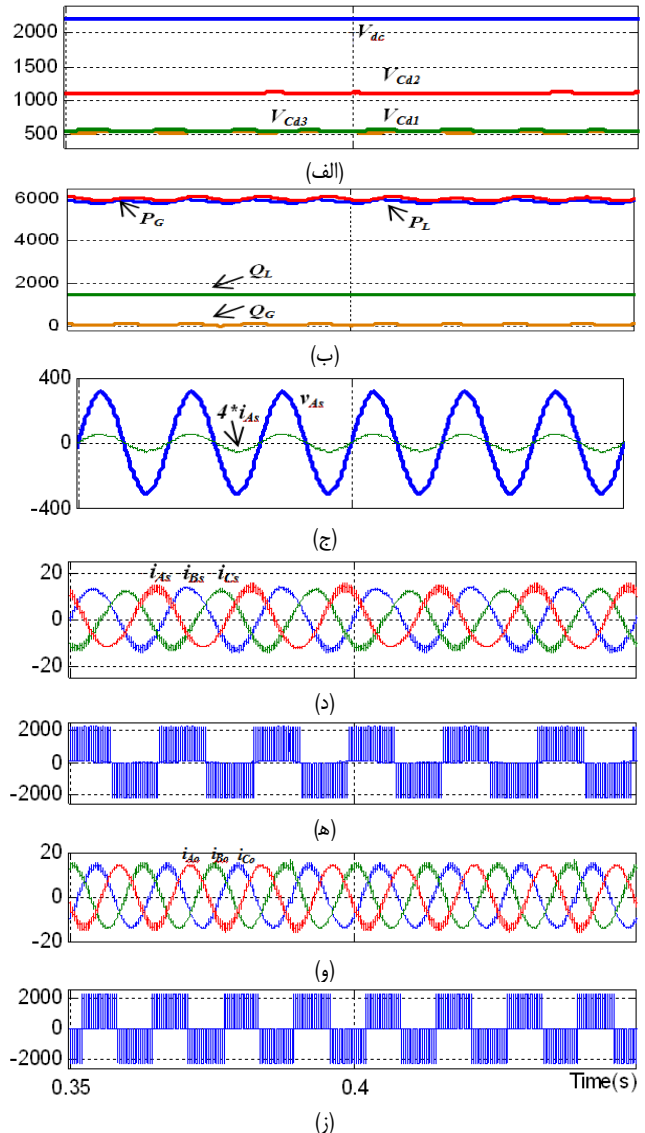 2000
V_dc
1500
V_Cd2
1000
V_Cd3 V_Cd1
500
(الف)
6000
P_G P_L
4000
2000
Q_L
Q_G
0
(ب)
400
4*i_As v_As
0
-400
(ج)
20
i_As i_Bs i_Cs
0
-20
(د)
2000
0
-2000
(ه)
20
i_Ao i_Bo i_Co
0
-20
(و)
2000
0
-2000
0.35 0.4 Time(s)
(ز)